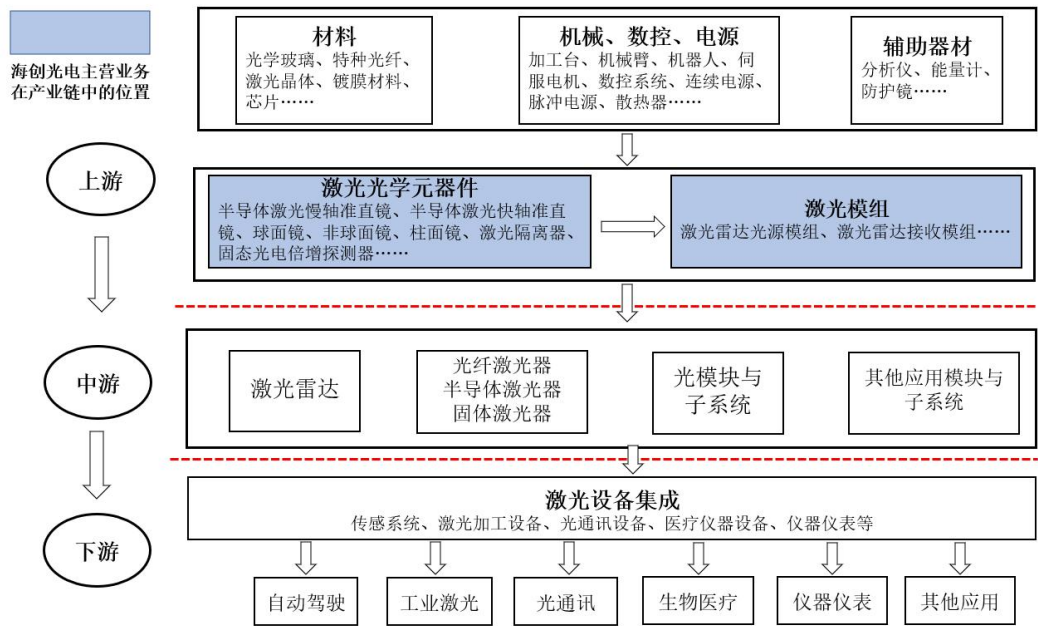 海创光电主营业务
在产业链中的位置
材料
光学玻璃、特种光纤、
激光晶体、镀膜材料、
芯片……
机械、数控、电源
加工台、机械臂、机器人、伺
服电机、数控系统、连续电源、
脉冲电源、散热器……
辅助器材
分析仪、能量计、
防护镜……
上游
激光光学元器件
半导体激光慢轴准直镜、半导体激光快轴准直
镜、球面镜、非球面镜、柱面镜、激光隔离器、
固态光电倍增探测器……
激光模组
激光雷达光源模组、激光雷达接收模组……
中游
激光雷达
光纤激光器
半导体激光器
固体激光器
光模块与
子系统
其他应用模块与
子系统
下游
激光设备集成
传感系统、激光加工设备、光通讯设备、医疗仪器设备、仪器仪表等
自动驾驶
工业激光
光通讯
生物医疗
仪器仪表
其他应用